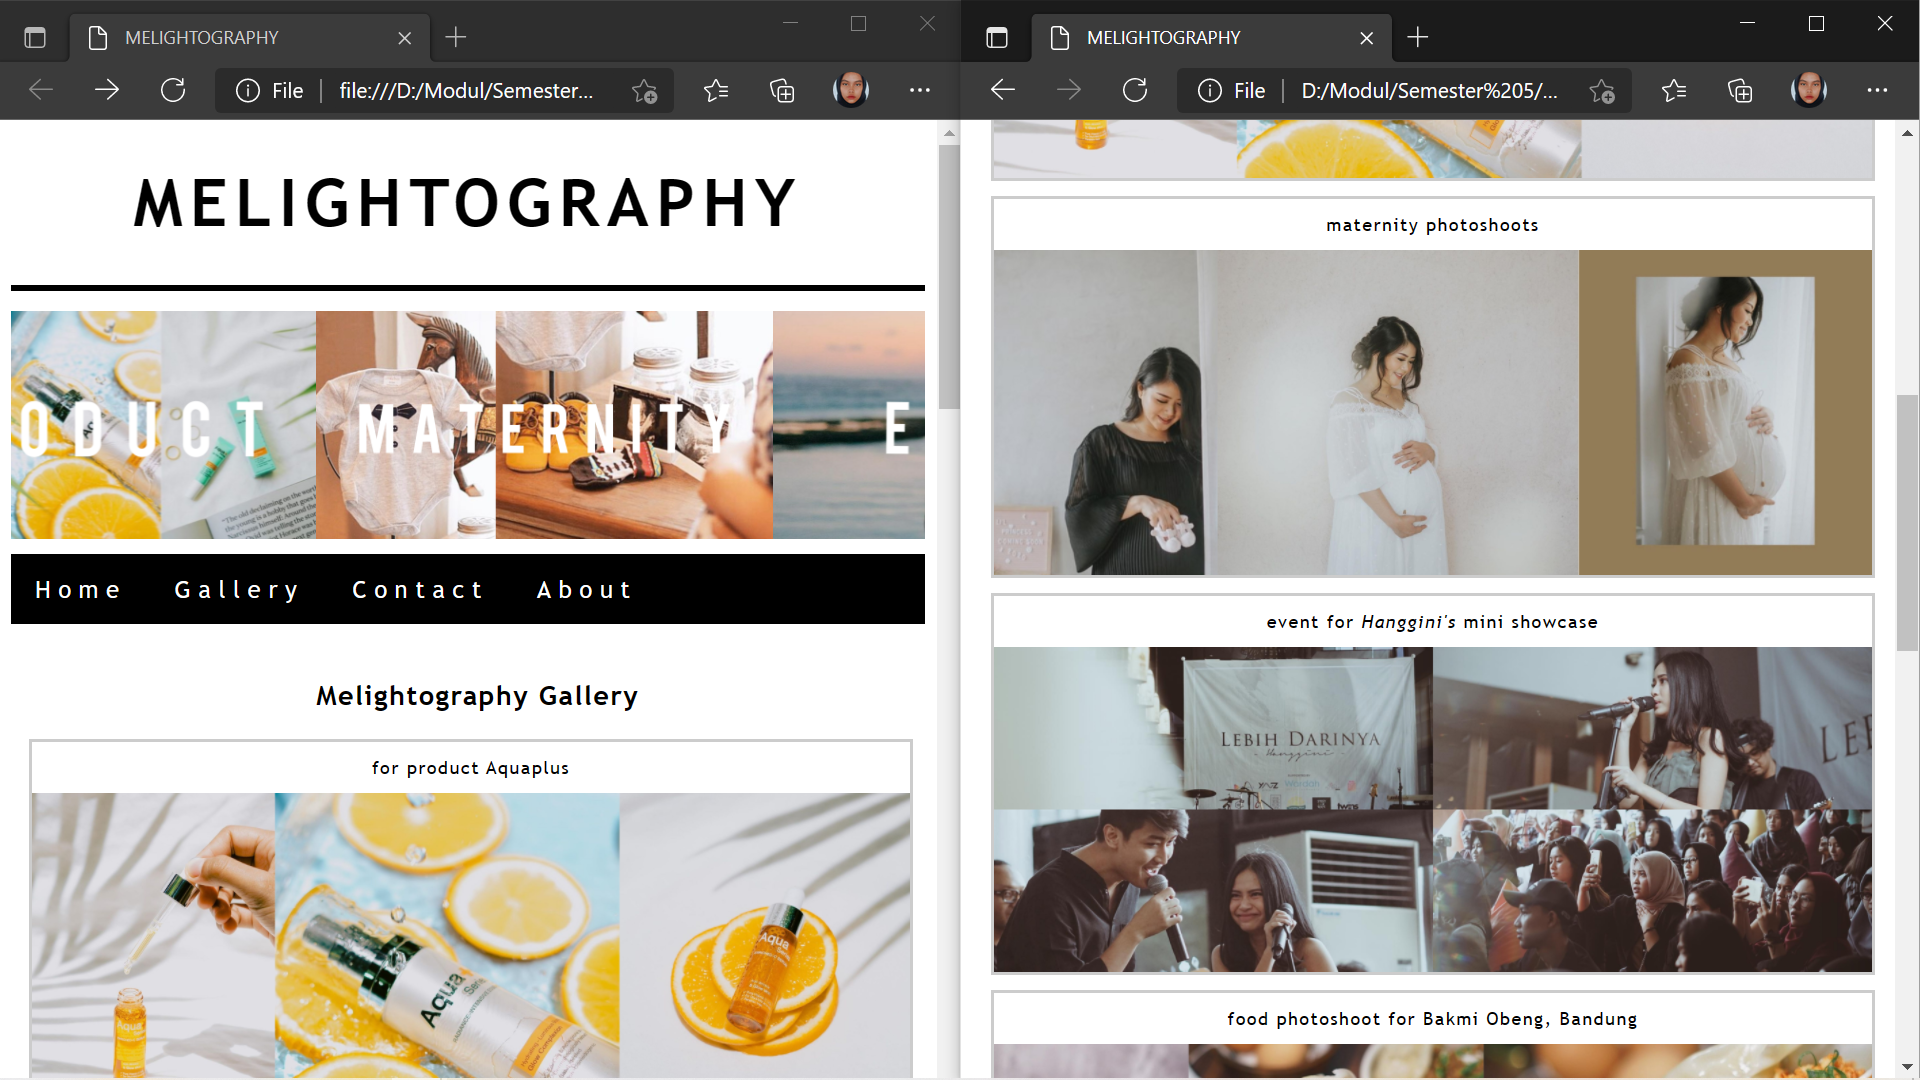 MELIGHTOGRAPHY
File | file:///D:/Modul/Semester...
MELIGHTOGRAPHY
ODUCT MATERNITY E
Home Gallery Contact About
Melightography Gallery
for product Aquaplus
Aqua
Aqua
MELIGHTOGRAPHY
File | D:/Modul/Semester%205/...
maternity photoshoots
event for Hanggini's mini showcase
LEBIH DARINYA
- Hanggini -
food photoshoot for Bakmi Obeng, Bandung